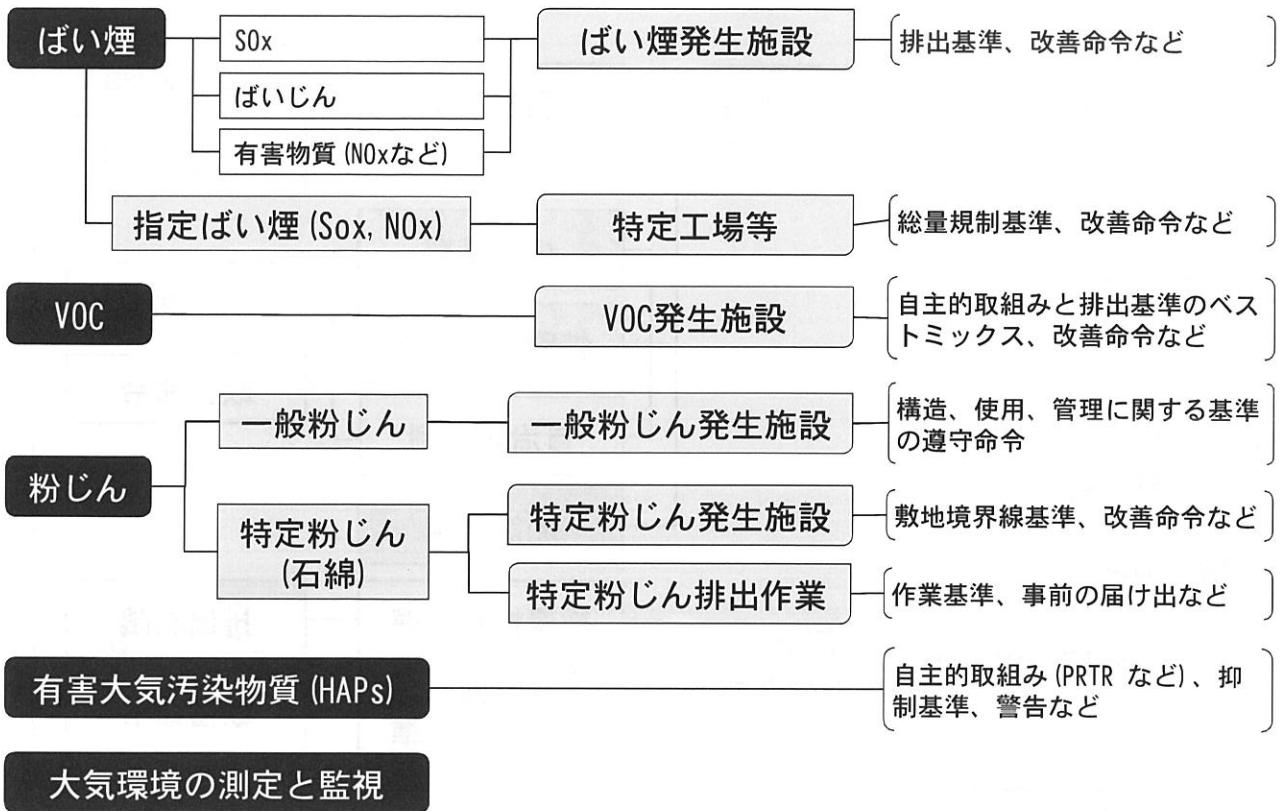 ばい煙
SOx
ばい煙発生施設
排出基準、改善命令など
ばいじん
有害物質(NOxなど)
指定ばい煙(Sox, NOx)
特定工場等
総量規制基準、改善命令など
VOC
VOC発生施設
自主的取組みと排出基準のベス
トミックス、改善命令など
粉じん
一般粉じん
一般粉じん発生施設
構造、使用、管理に関する基準
の遵守命令
特定粉じん
(石綿)
特定粉じん発生施設
敷地境界線基準、改善命令など
特定粉じん排出作業
作業基準、事前の届け出など
有害大気汚染物質(HAPs)
自主的取組み(PRTR など)、抑
制基準、警告など
大気環境の測定と監視